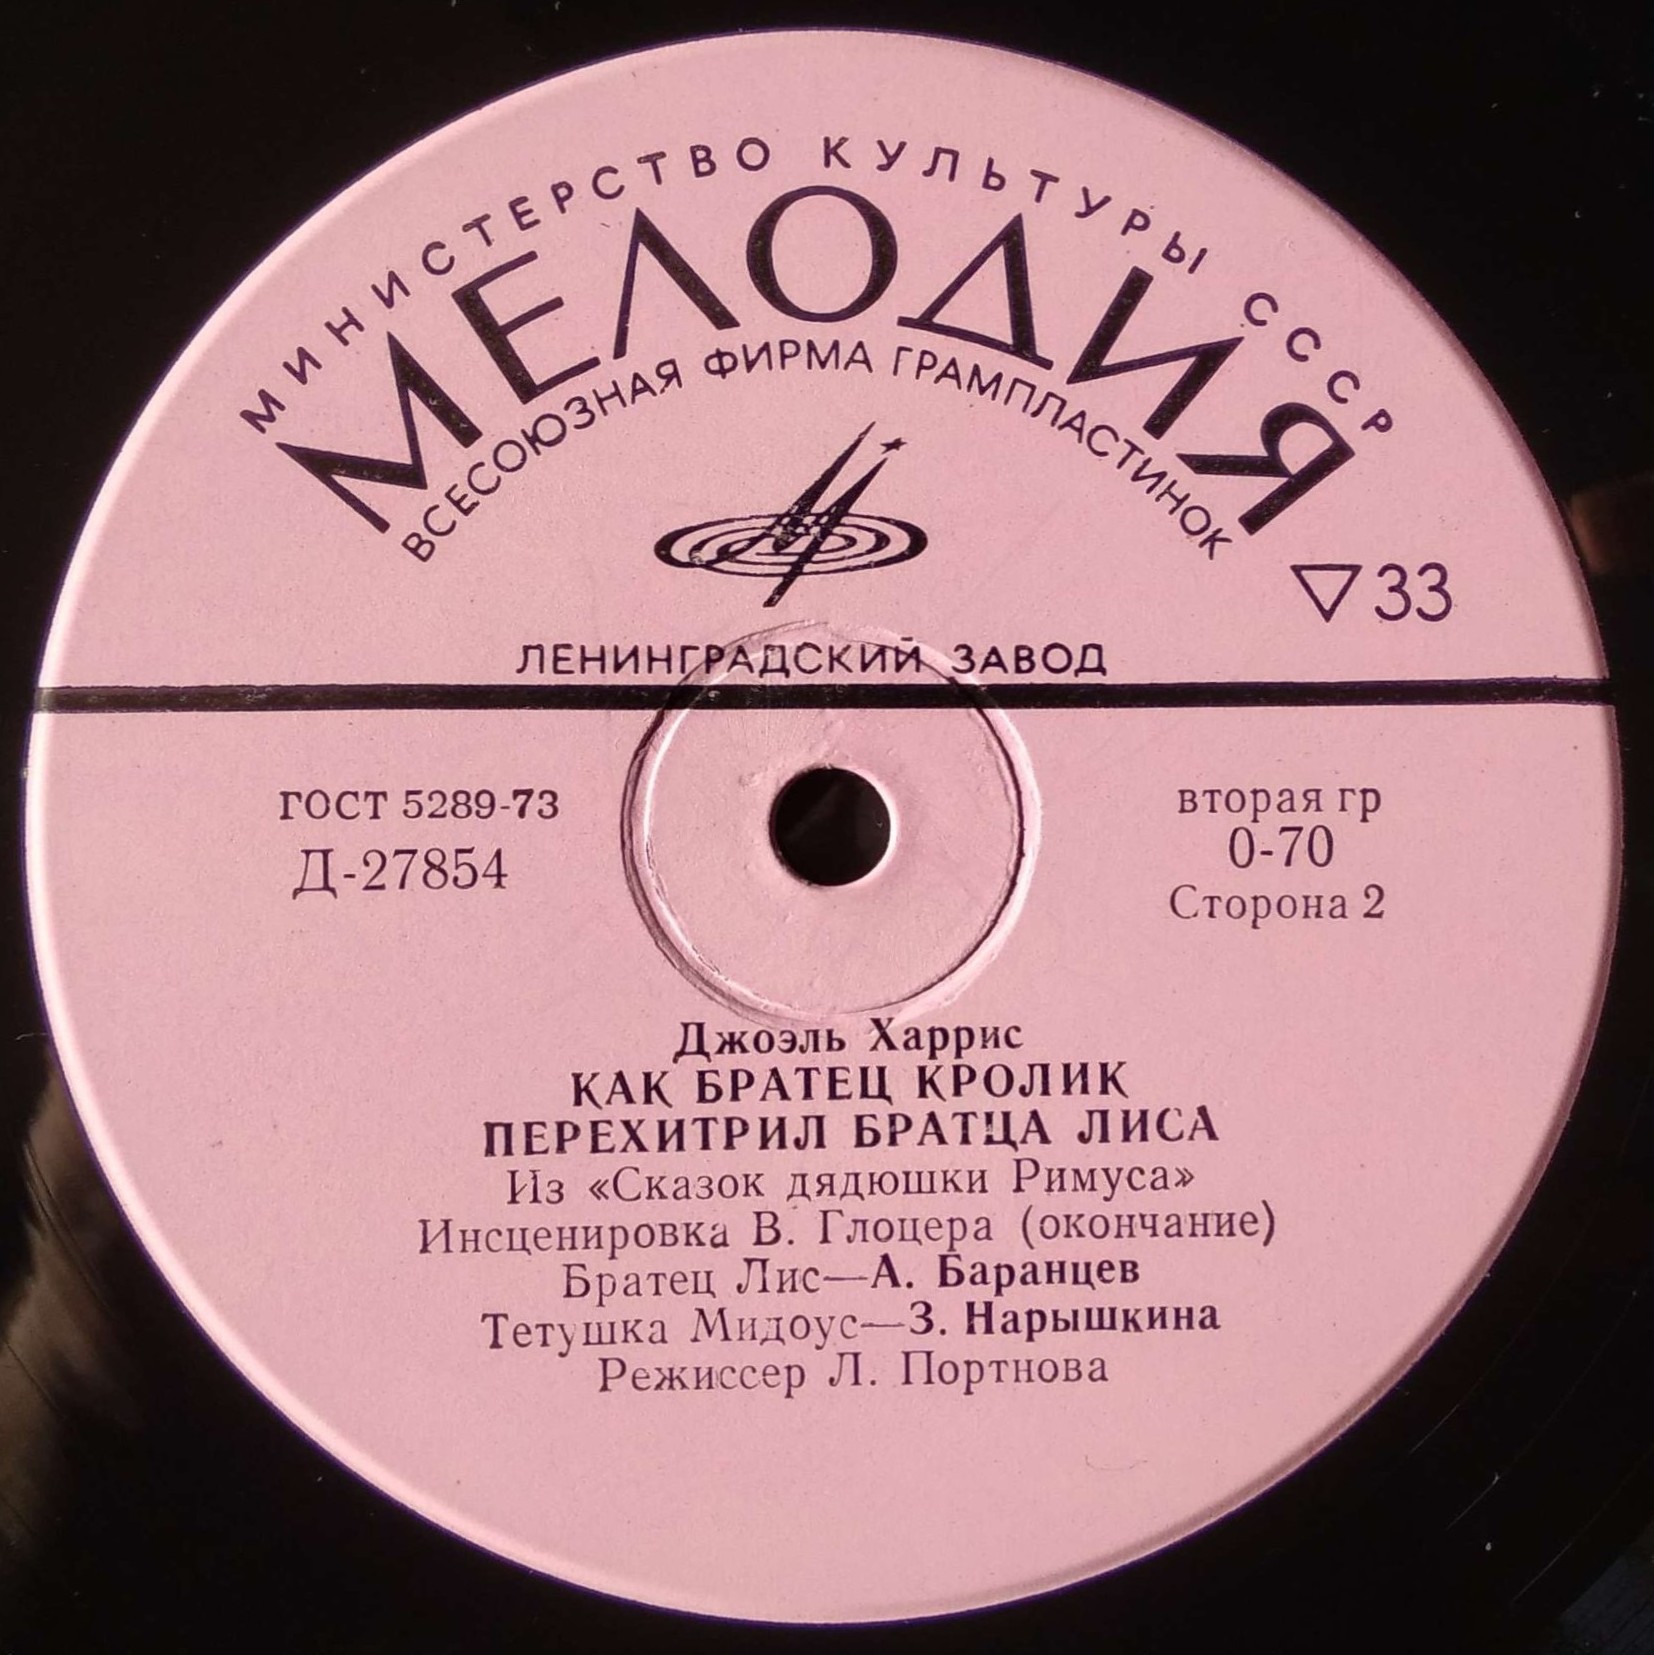 МИНИСТЕРСТВО КУЛЬТУРЫ СССР
МЕЛОДИЯ
ВСЕСОЮЗНАЯ ФИРМА ГРАМПЛАСТИНОК
▽33
ЛЕНИНГРАДСКИЙ ЗАВОД
ГОСТ 5289-73
Д-27854
вторая гр
0-70
Сторона 2
Джоэль Харрис
КАК БРАТЕЦ КРОЛИК
ПЕРЕХИТРИЛ БРАТЦА ЛИСА
Из «Сказок дядюшки Римуса»
Инсценировка В. Глоцера (окончание)
Братец Лис—А. Баранцев
Тетушка Мидоус—З. Нарышкина
Режиссер Л. Портнова